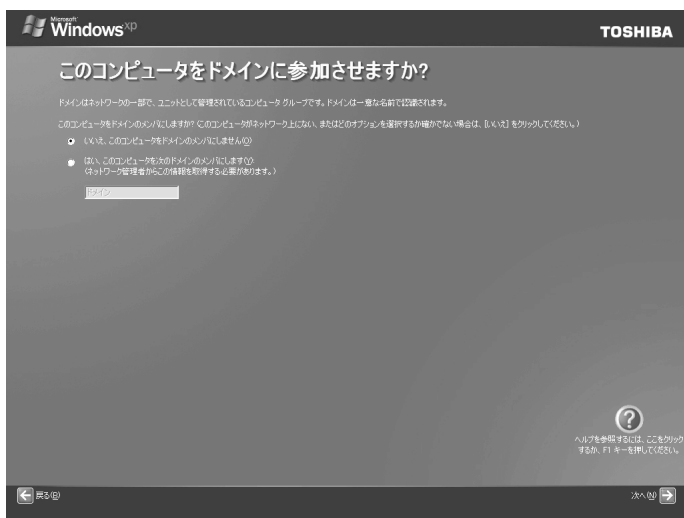 Microsoft
Windows xp
TOSHIBA
このコンピュータをドメインに参加させますか?
ドメインはネットワークの一部で、ユニットとして管理されているコンピュータ グループです。ドメインは一意な名前で認識されます。
このコンピュータをドメインのメンバにしますか? (このコンピュータがネットワーク上にない、またはどのオプションを選択するか確かでない場合は、[いいえ] をクリックしてください。)
いいえ、このコンピュータをドメインのメンバにしません(O)
はい、このコンピュータを次のドメインのメンバにします(Y):
(ネットワーク管理者からこの情報を取得する必要があります。)
ドメイン
ヘルプを参照するには、ここをクリック
するか、F1 キーを押してください。
戻る(B)
次へ(N)